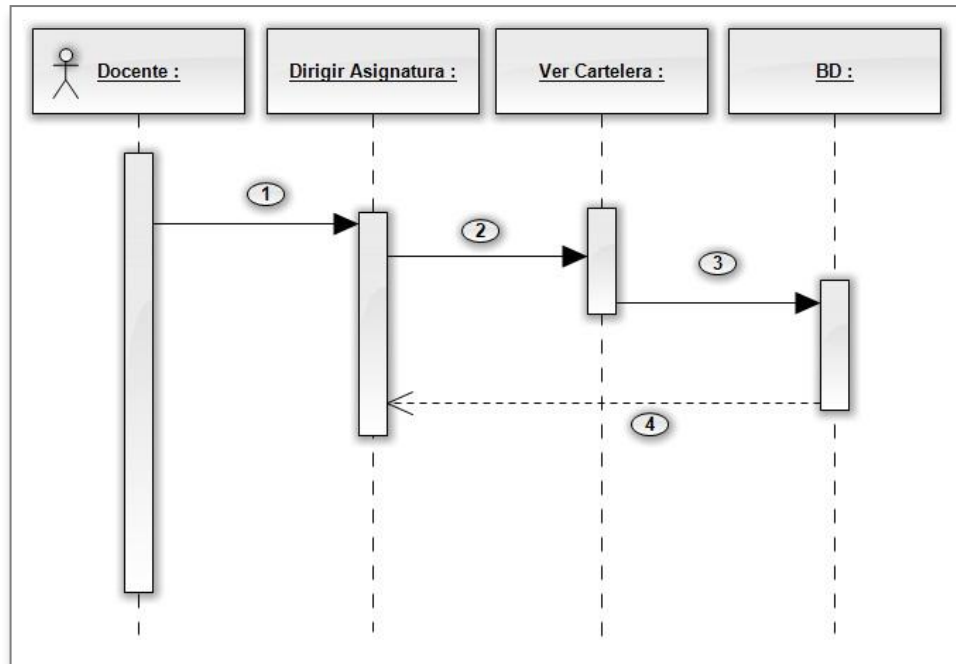 Docente :
Dirigir Asignatura :
Ver Cartelera :
BD :
1
2
3
4